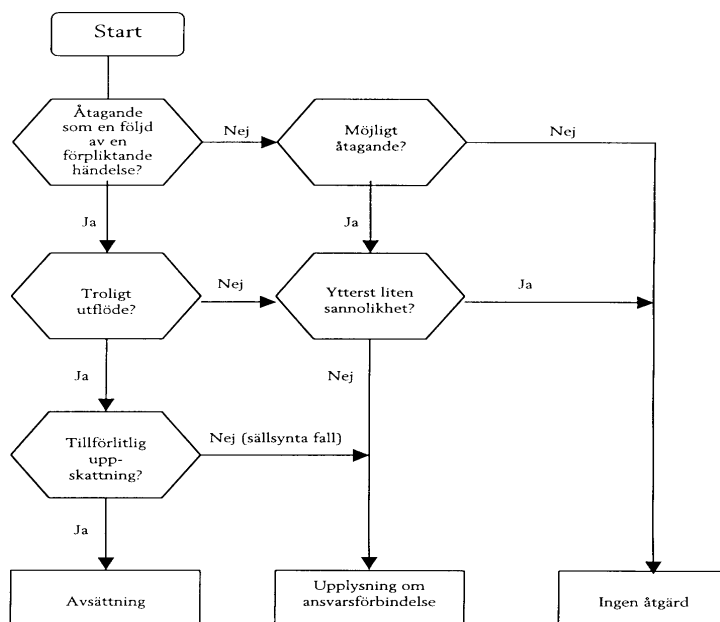 Start
Åtagande
som en följd
av en
förpliktande
händelse?
Nej
Möjligt
åtagande?
Nej
Ja
Ja
Troligt
utflöde?
Nej
Ytterst liten
sannolikhet?
Ja
Ja
Nej
Tillförlitlig
upp-
skattning?
Nej (sällsynta fall)
Ja
Avsättning
Upplysning om
ansvarsförbindelse
Ingen åtgärd